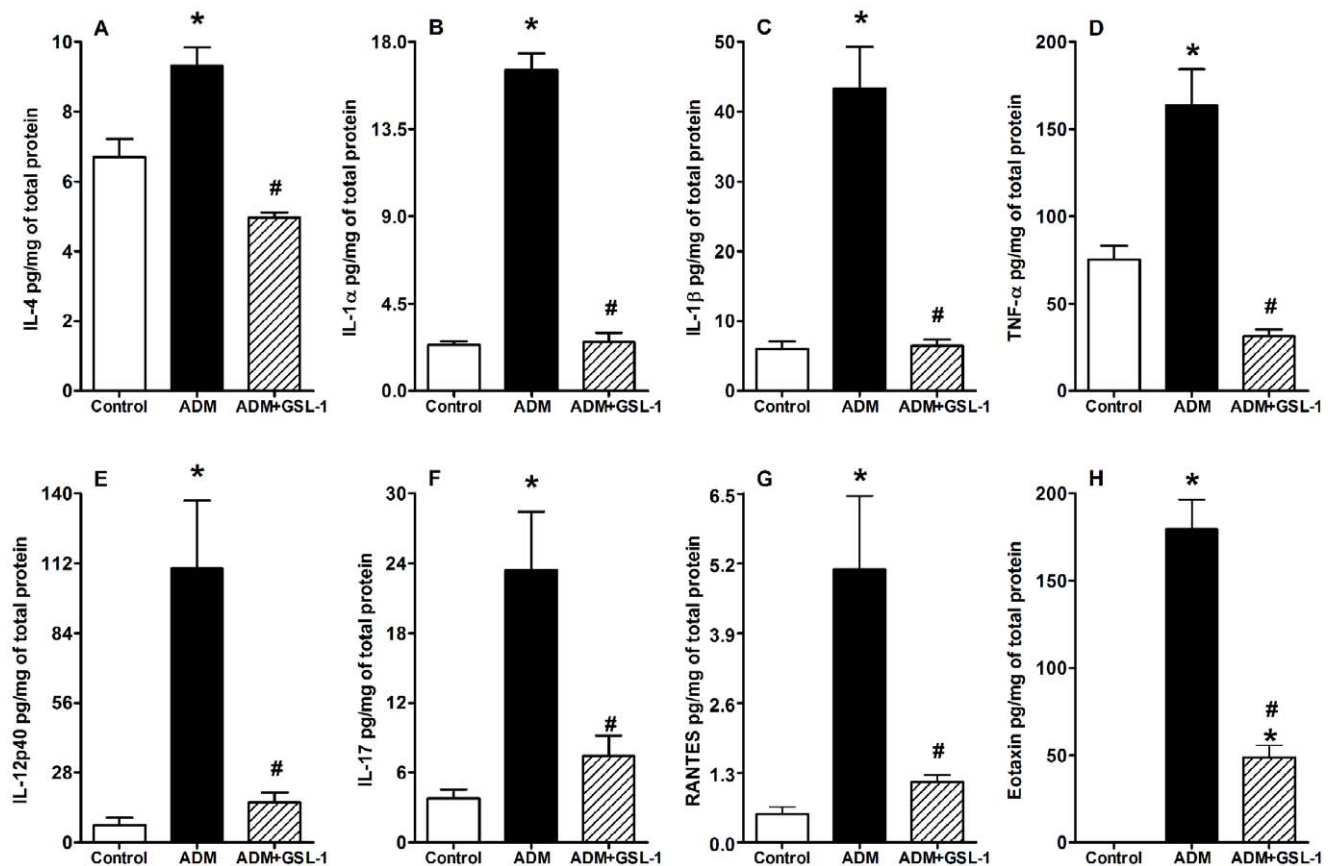 A
*
#
IL-4 pg/mg of total protein
10
8
6
4
2
0
Control ADM ADM+GSL-1
B
*
#
IL-1α pg/mg of total protein
18.0
13.5
9.0
4.5
0.0
Control ADM ADM+GSL-1
C
*
#
IL-1β pg/mg of total protein
50
40
30
20
10
0
Control ADM ADM+GSL-1
D
*
#
TNF-α pg/mg of total protein
200
150
100
50
0
Control ADM ADM+GSL-1
E
*
#
IL-12p40 pg/mg of total protein
140
112
84
56
28
0
Control ADM ADM+GSL-1
F
*
#
IL-17 pg/mg of total protein
30
24
18
12
6
0
Control ADM ADM+GSL-1
G
*
#
RANTES pg/mg of total protein
6.5
5.2
3.9
2.6
1.3
0.0
Control ADM ADM+GSL-1
H
*
#
*
Eotaxin pg/mg of total protein
200
150
100
50
0
Control ADM ADM+GSL-1